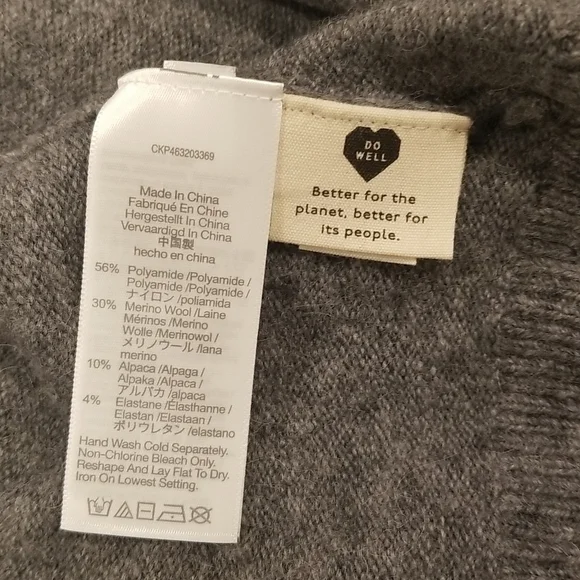 CKP463203369
Made In China
Fabriqué En Chine
Hergestellt In China
Vervaardigd In China
中国製
hecho en china
56% Polyamide /Polyamide /
Polyamide /Polyamide /
ナイロン /poliamida
30% Merino Wool /Laine
Mérinos /Merino
Wolle /Merinowol /
メリノウール /lana
merino
10% Alpaca /Alpaga /
Alpaka /Alpaca /
アルパカ /alpaca
4% Elastane /Élasthanne /
Elastan /Elastaan /
ポリウレタン /elastano
Hand Wash Cold Separately.
Non-Chlorine Bleach Only.
Reshape And Lay Flat To Dry.
Iron On Lowest Setting.
DO
WELL
Better for the
planet, better for
its people.